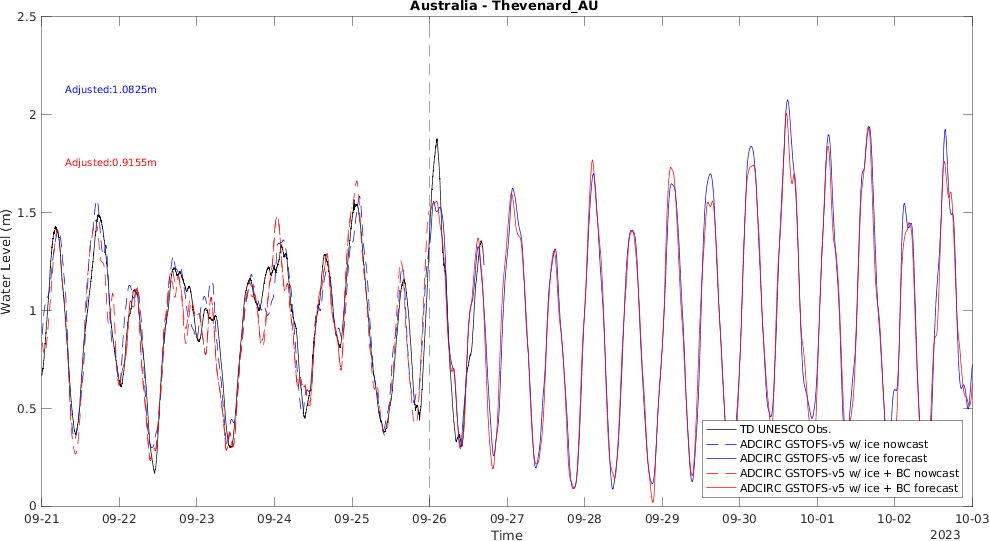 Australia - Thevenard_AU
2.5
2
1.5
1
0.5
0
Water Level (m)
Adjusted:1.0825m
Adjusted:0.9155m
TD UNESCO Obs.
ADCIRC GSTOFS-v5 w/ ice nowcast
ADCIRC GSTOFS-v5 w/ ice forecast
ADCIRC GSTOFS-v5 w/ ice + BC nowcast
ADCIRC GSTOFS-v5 w/ ice + BC forecast
09-21 09-22 09-23 09-24 09-25 09-26 09-27 09-28 09-29 09-30 10-01 10-02 10-03
Time
2023